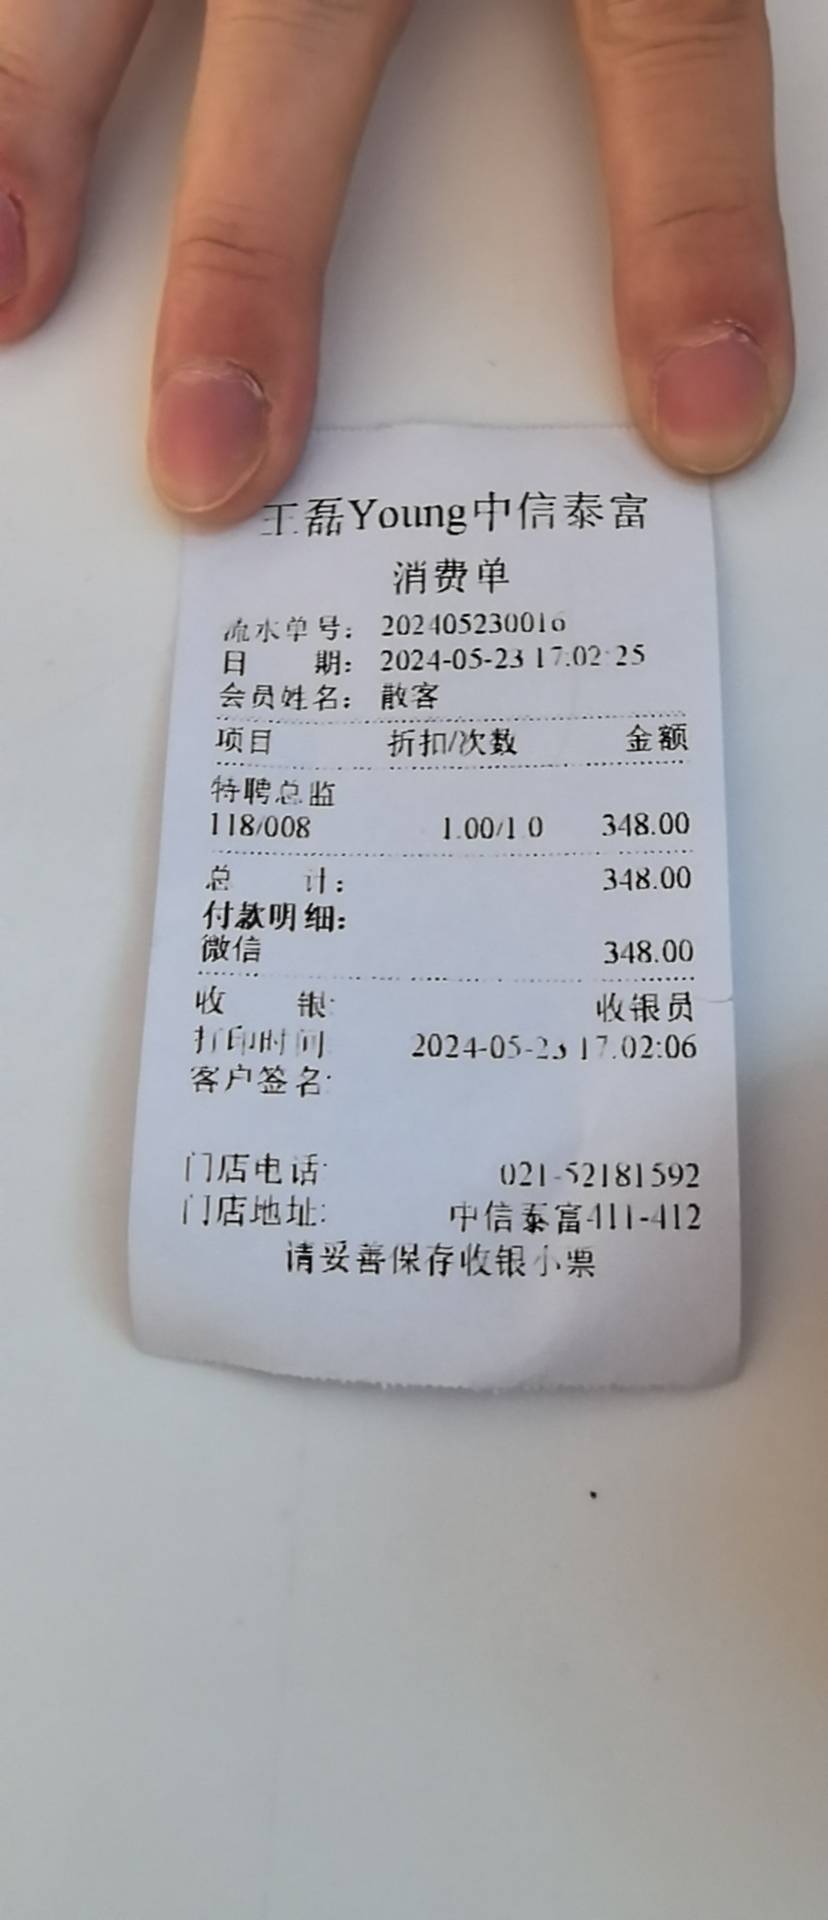 王磊Young中信泰富
消费单
流水单号: 202405230016
日 期: 2024-05-23 17:02:25
会员姓名: 散客
项目 折扣/次数 金额
特聘总监
118/008 1.00/1.0 348.00
总 计: 348.00
付款明细:
微信 348.00
收 银: 收银员
打印时间 2024-05-23 17:02:06
客户签名:
门店电话: 021-52181592
门店地址: 中信泰富411-412
请妥善保存收银小票